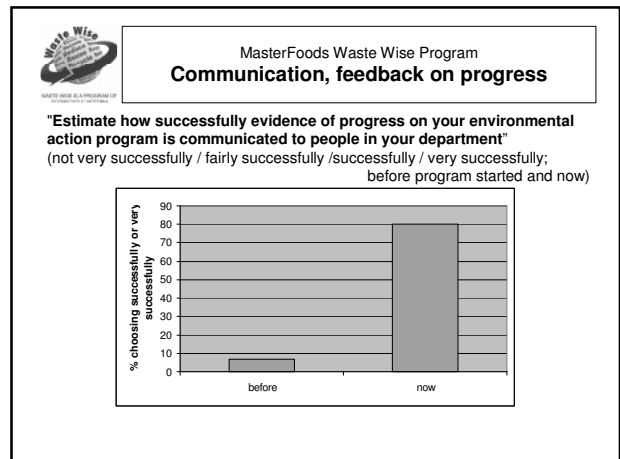 Waste Wise
MasterFoods Waste Wise Program
Communication, feedback on progress
"Estimate how successfully evidence of progress on your environmental
action program is communicated to people in your department"
(not very successfully / fairly successfully /successfully / very successfully;
before program started and now)
% choosing successfully or very
successfully
90
80
70
60
50
40
30
20
10
0
before
now